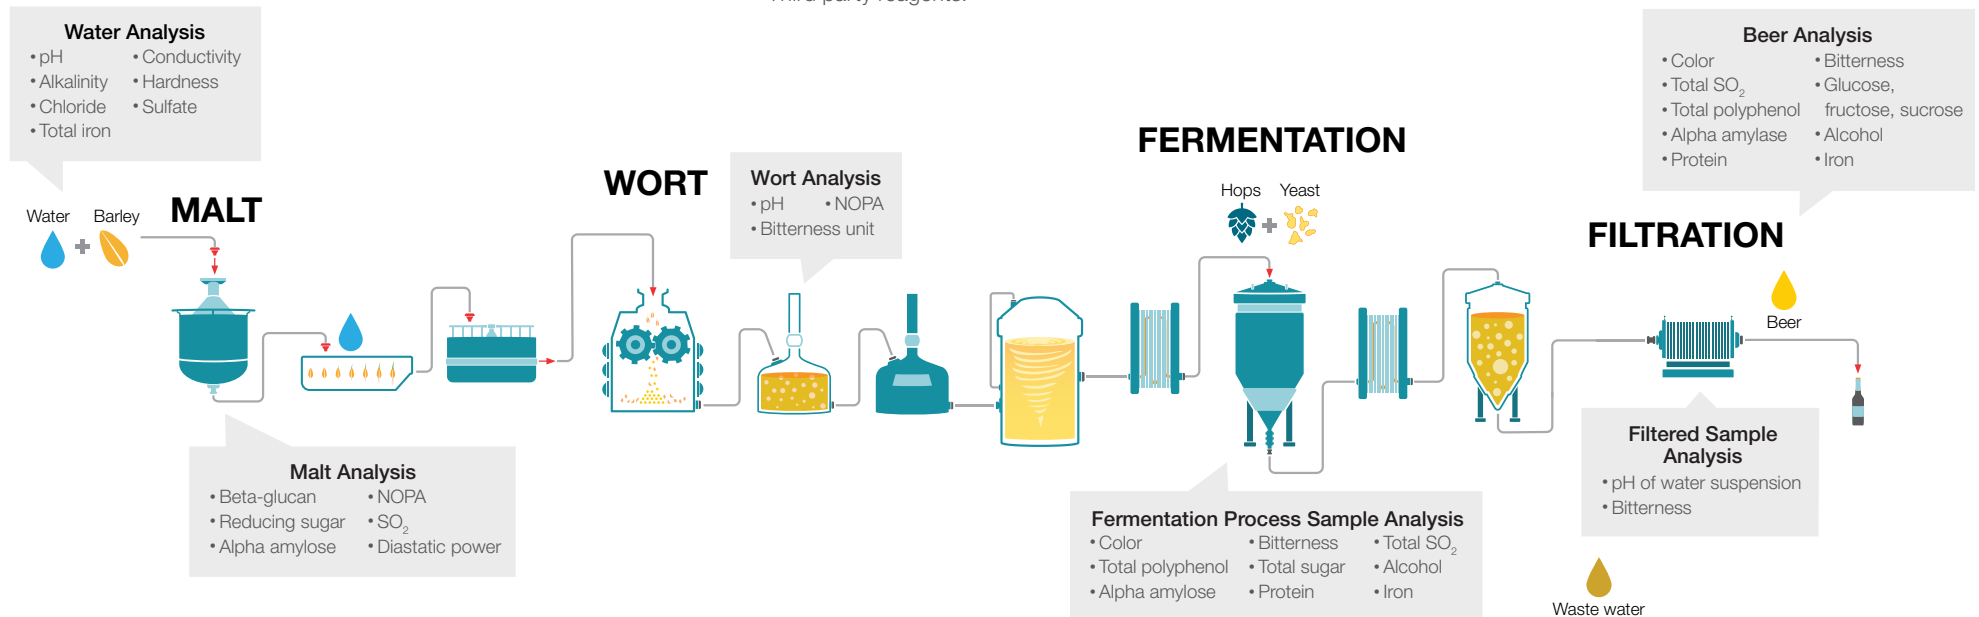 Third party reagents.
Water Analysis
• pH
• Conductivity
• Alkalinity
• Hardness
• Chloride
• Sulfate
• Total iron
Water
Barley
MALT
Malt Analysis
• Beta-glucan
• NOPA
• Reducing sugar
• SO2
• Alpha amylose
• Diastatic power
WORT
Wort Analysis
• pH
• NOPA
• Bitterness unit
FERMENTATION
Hops
Yeast
Fermentation Process Sample Analysis
• Color
• Bitterness
• Total SO2
• Total polyphenol
• Total sugar
• Alcohol
• Alpha amylose
• Protein
• Iron
FILTRATION
Filtered Sample
Analysis
• pH of water suspension
• Bitterness
Waste water
Beer Analysis
• Color
• Bitterness
• Total SO2
• Glucose,
fructose, sucrose
• Total polyphenol
• Alpha amylase
• Alcohol
• Protein
• Iron
Beer